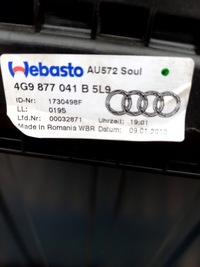 Webasto AU572 Soul
4G9 877 041 B 5L9
ID-Nr: 1730498F
LL: 0195
Lfd.Nr: 00032871 Uhrzeit: 19:01
Made in Romania WBR Datum: 09.01.2013